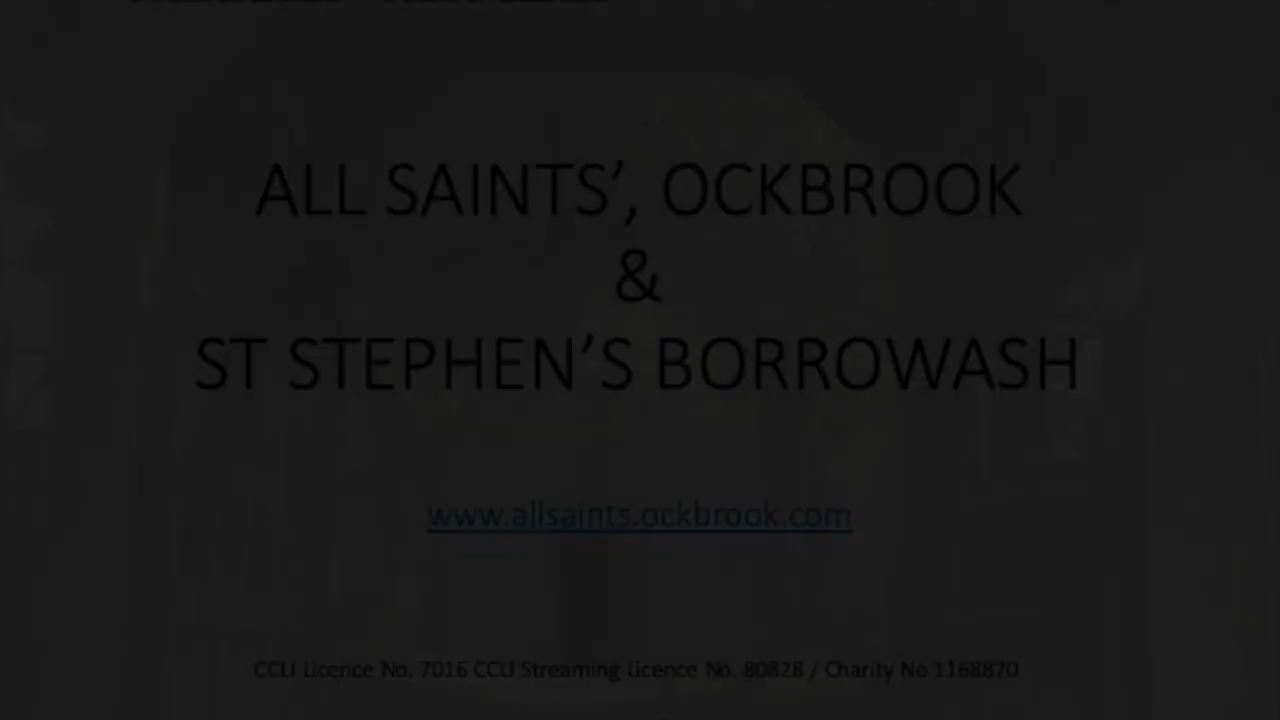 ALL SAINTS’, OCKBROOK
&
ST STEPHEN’S BORROWASH
www.allsaints.ockbrook.com
CCLI Licence No. 7016 CCLI Streaming Licence No. 80828 / Charity No 1168870